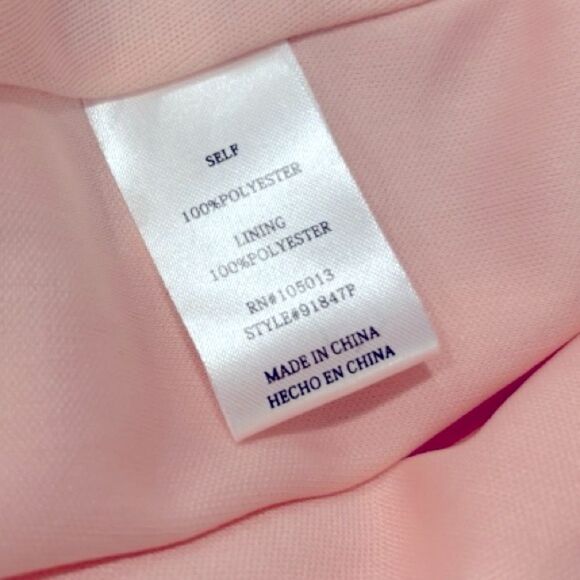 SELF
100%POLYESTER
LINING
100%POLYESTER
RN#105013
STYLE#91847P
MADE IN CHINA
HECHO EN CHINA